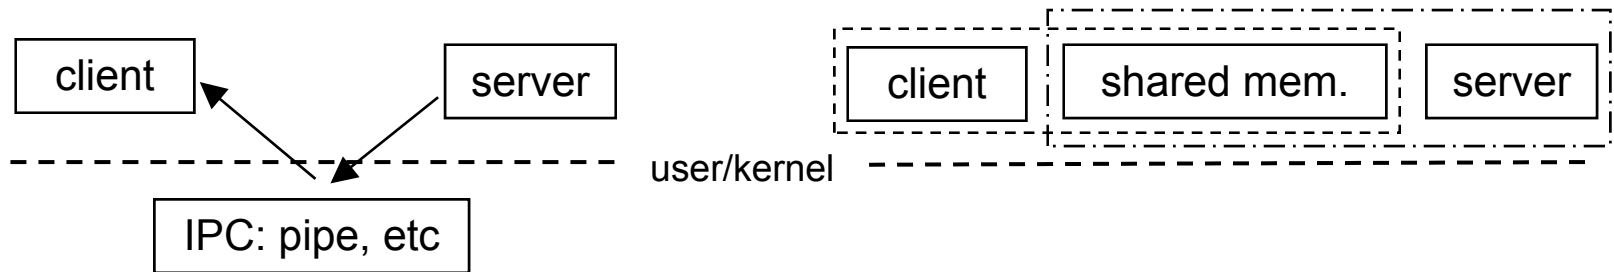 client
server
IPC: pipe, etc
user/kernel
client
shared mem.
server